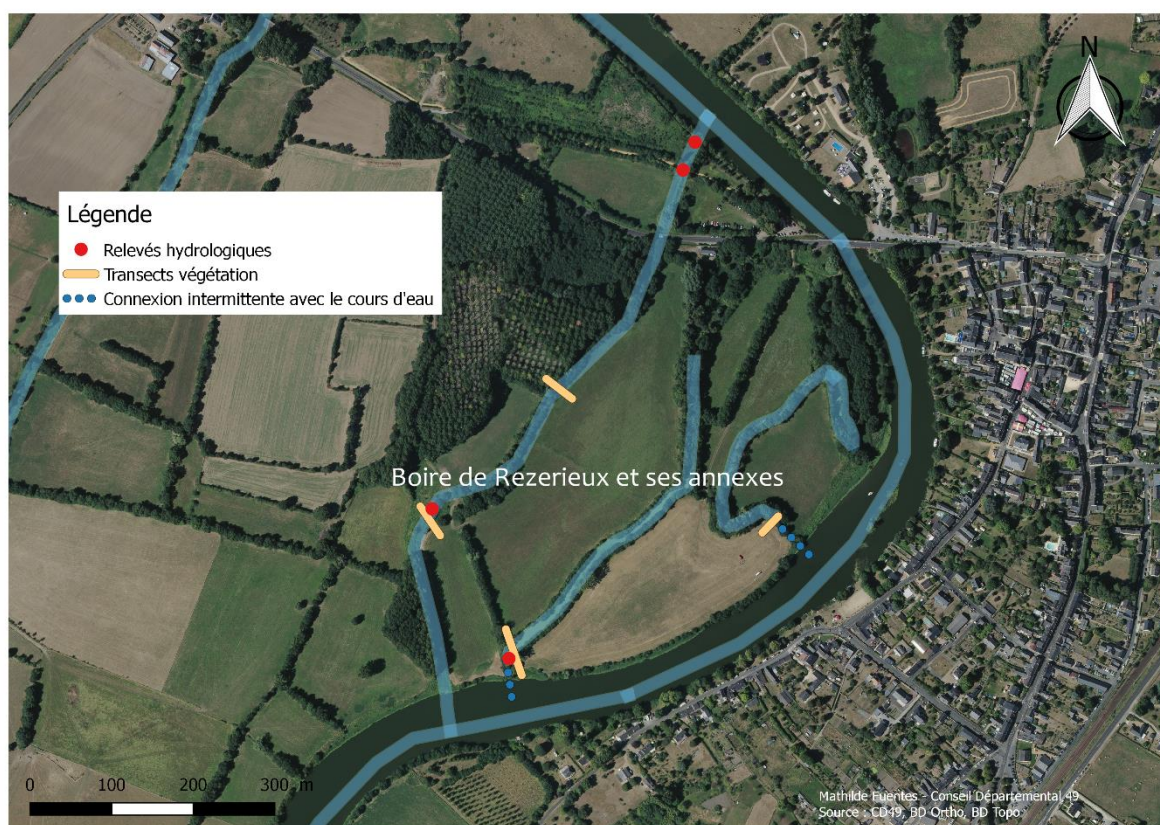 N
Légende
Relevés hydrologiques
Transects végétation
Connexion intermittente avec le cours d'eau
Boire de Rezerieux et ses annexes
0 100 200 300 m
Mathilde Fuentes - Conseil Départemental 49
Source : CD49, BD Ortho, BD Topo